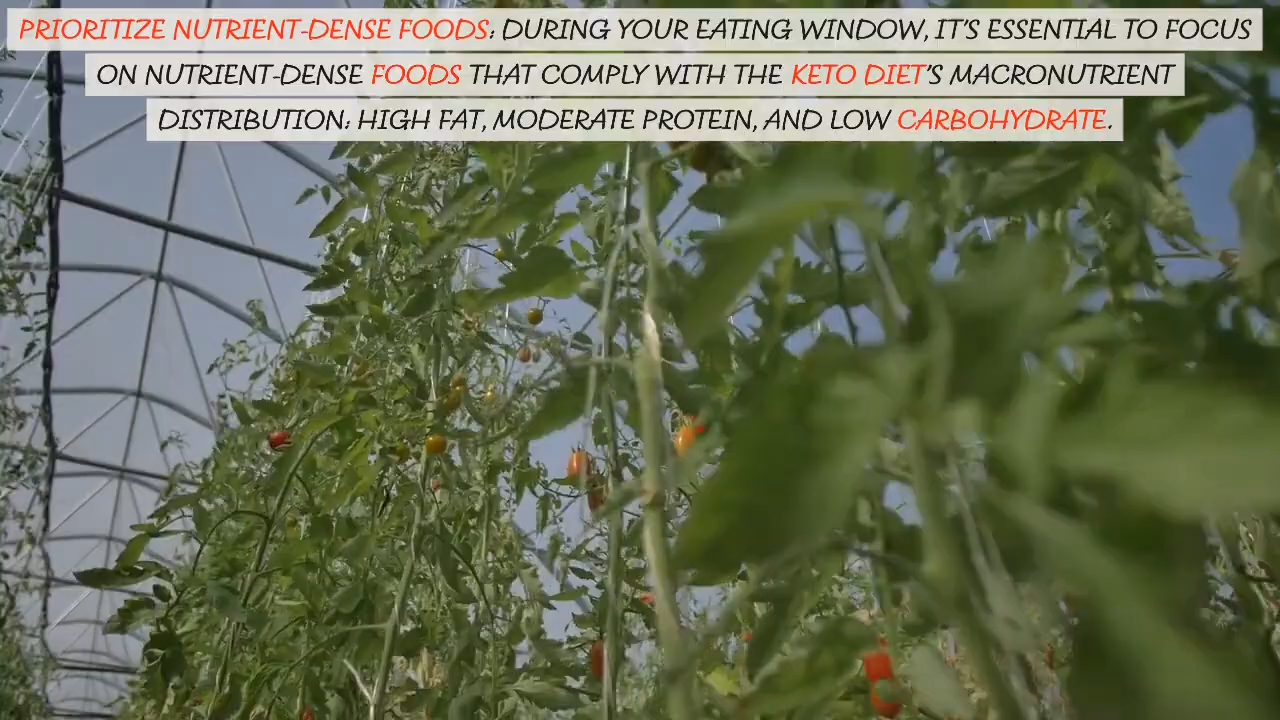 PRIORITIZE NUTRIENT-DENSE FOODS: DURING YOUR EATING WINDOW, IT'S ESSENTIAL TO FOCUS
ON NUTRIENT-DENSE FOODS THAT COMPLY WITH THE KETO DIET'S MACRONUTRIENT
DISTRIBUTION: HIGH FAT, MODERATE PROTEIN, AND LOW CARBOHYDRATE.